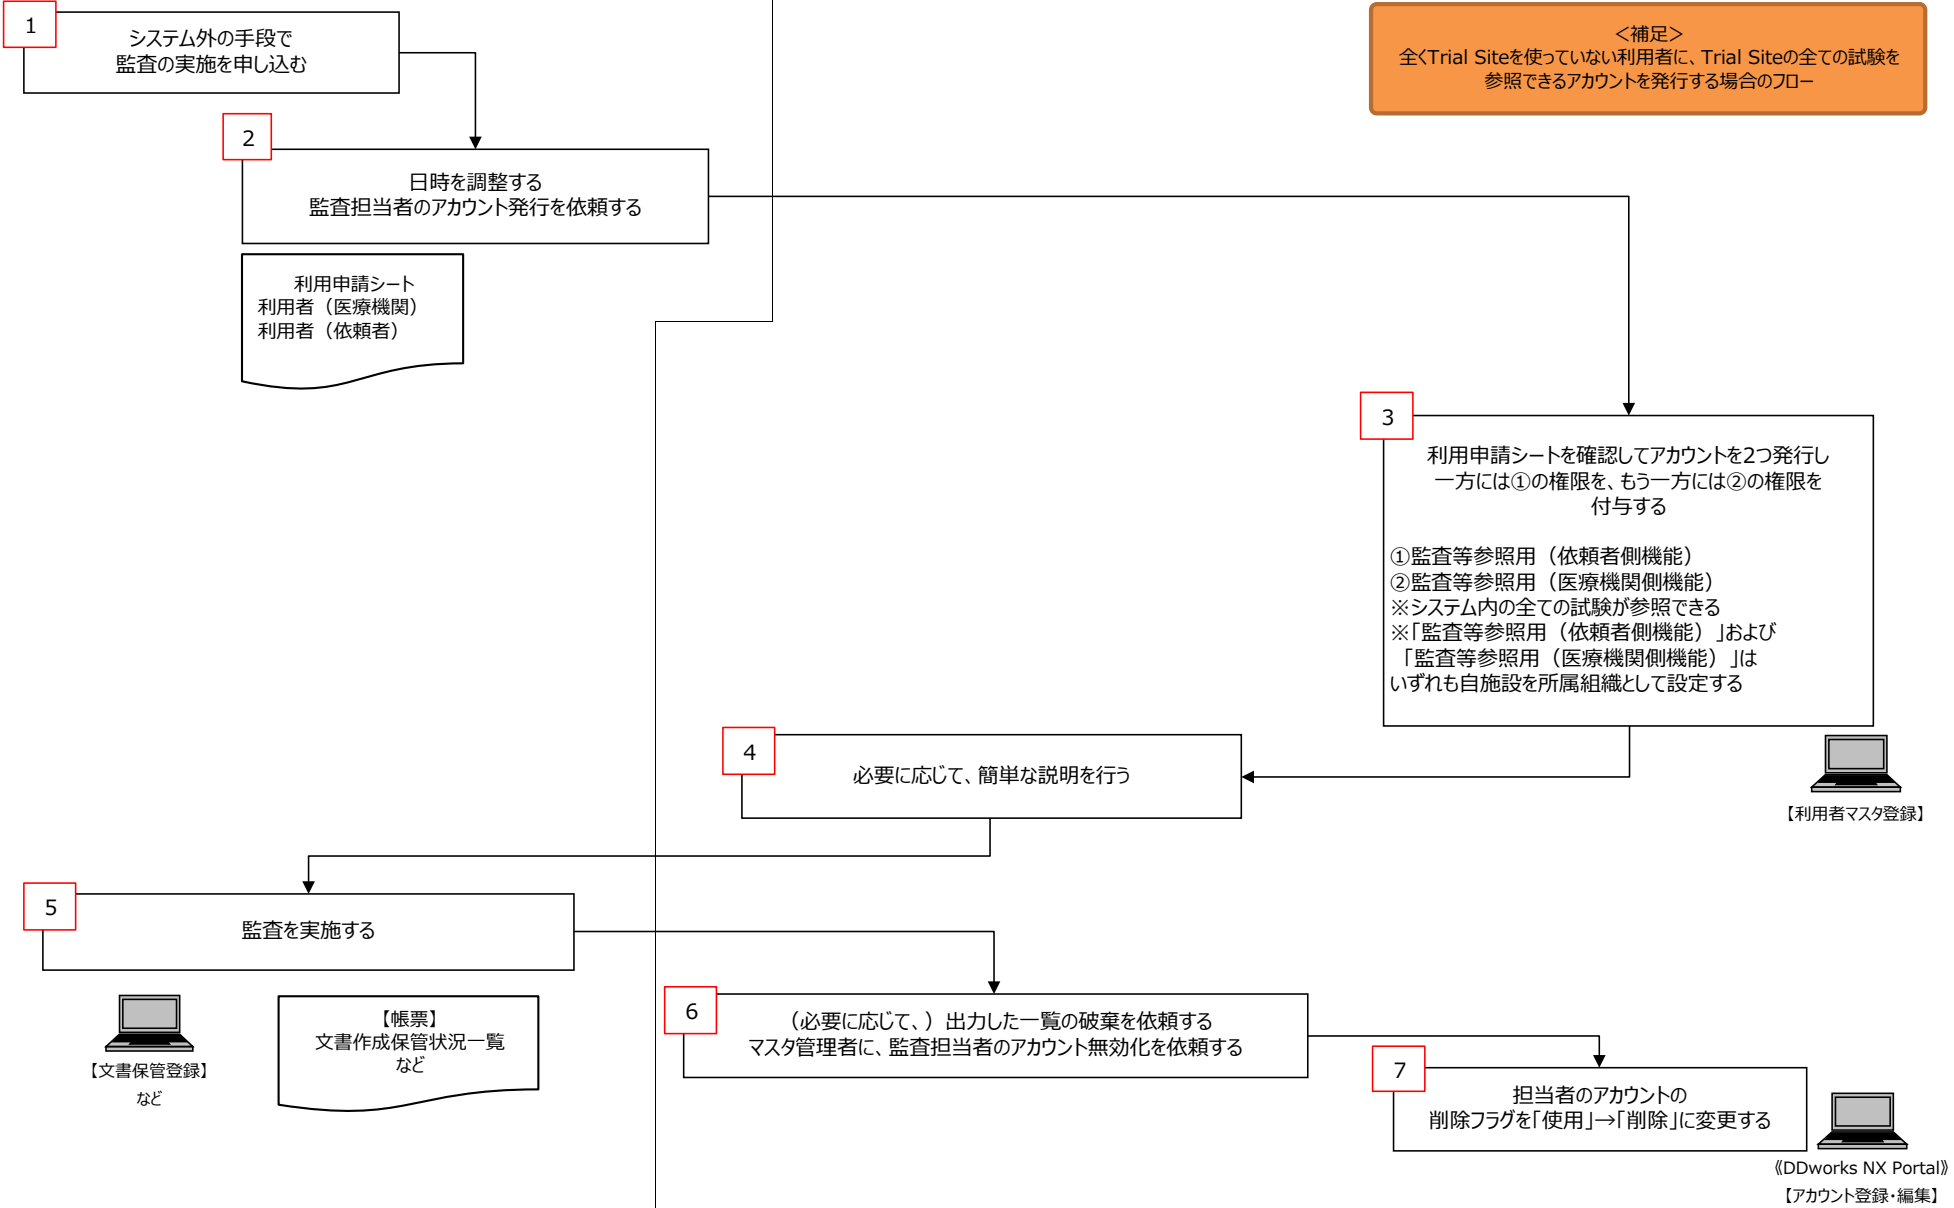 1
システム外の手段で
監査の実施を申し込む
＜補足＞
全くTrial Siteを使っていない利用者に、Trial Siteの全ての試験を
参照できるアカウントを発行する場合のフロー
2
日時を調整する
監査担当者のアカウント発行を依頼する
利用申請シート
利用者（医療機関）
利用者（依頼者）
3
利用申請シートを確認してアカウントを2つ発行し
一方には①の権限を、もう一方には②の権限を
付与する
①監査等参照用（依頼者側機能）
②監査等参照用（医療機関側機能）
※システム内の全ての試験が参照できる
※「監査等参照用（依頼者側機能）」および
「監査等参照用（医療機関側機能）」は
いずれも自施設を所属組織として設定する
【利用者マスタ登録】
4
必要に応じて、簡単な説明を行う
5
監査を実施する
【文書保管登録】
など
【帳票】
文書作成保管状況一覧
など
6
（必要に応じて、）出力した一覧の破棄を依頼する
マスタ管理者に、監査担当者のアカウント無効化を依頼する
7
担当者のアカウントの
削除フラグを「使用」→「削除」に変更する
《DDworks NX Portal》
【アカウント登録・編集】